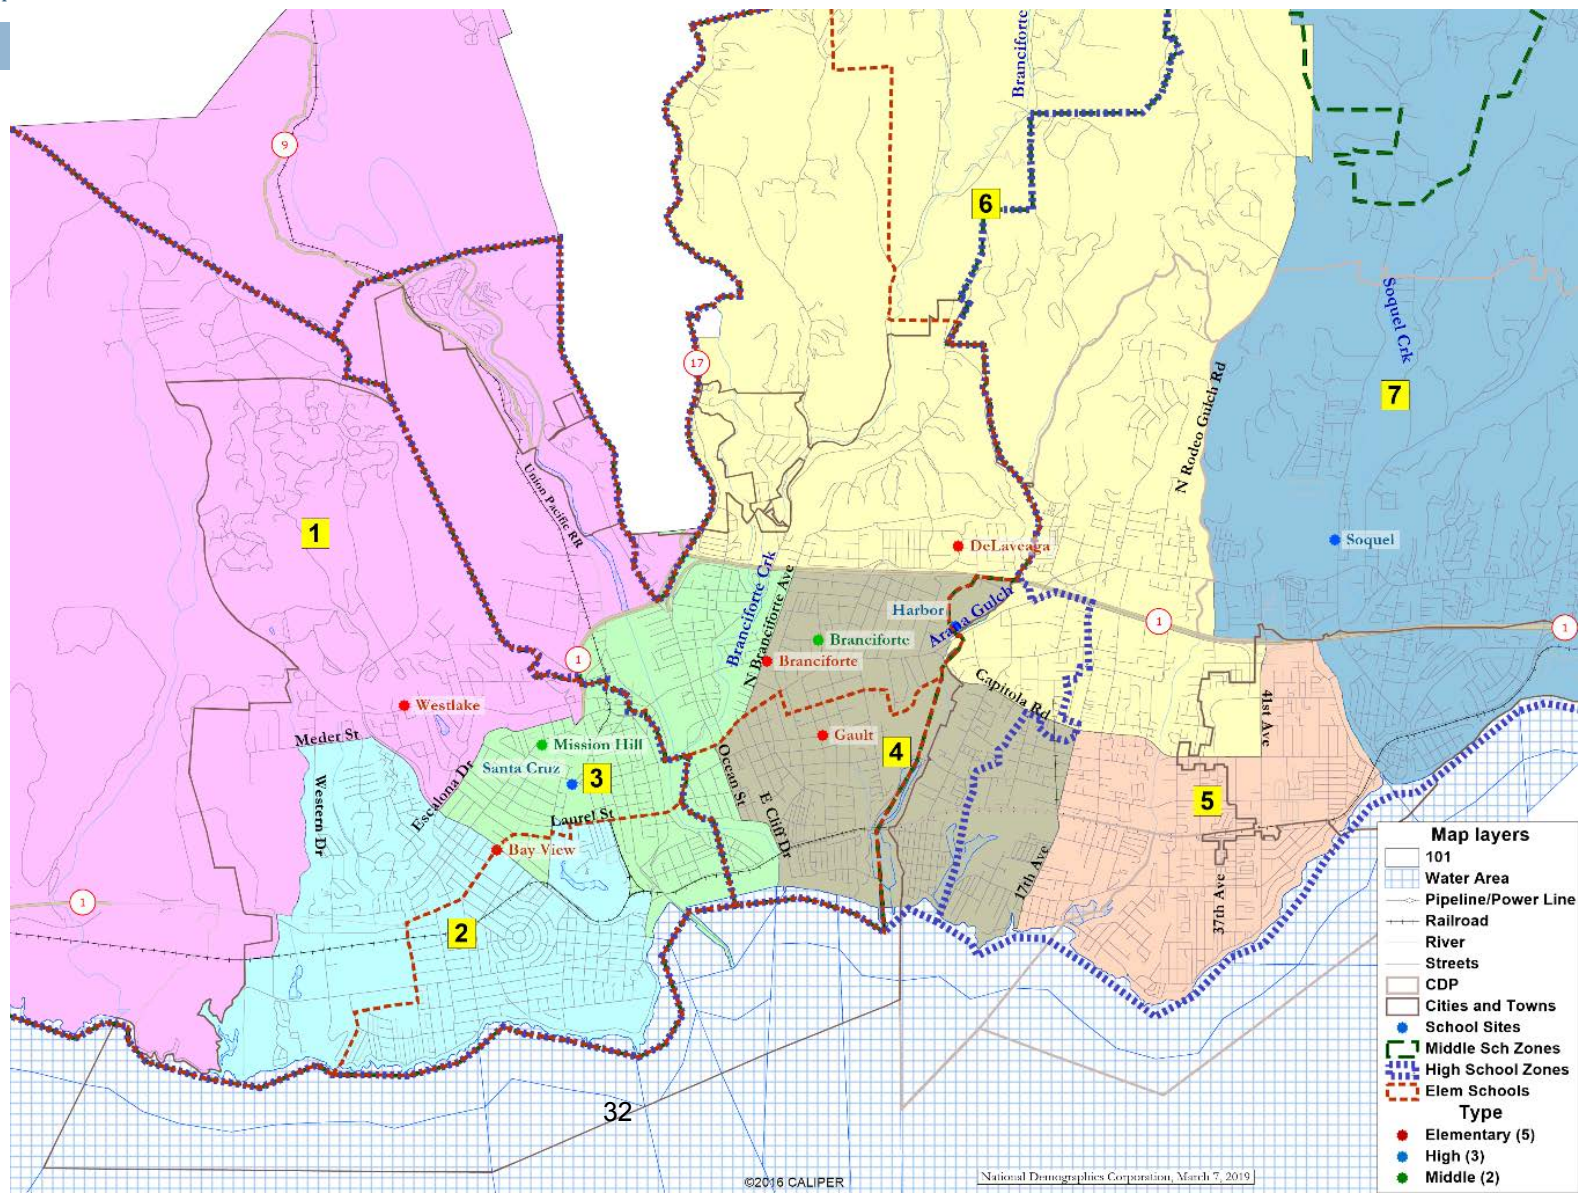 Branciforte
9
6
Soquel Crk
17
7
N Rodeo Gulch Rd
Union Pacific RR
1
DeLaveaga
Soquel
Branciforte Crk
N Branciforte Ave
Harbor
Arana Gulch
1
1
Branciforte
1
Branciforte
Westlake
Capitola Rd
41st Ave
Meder St
Mission Hill
Gault
4
Santa Cruz
3
Ocean St
Western Dr
Escalona Dr
5
Laurel St
E Cliff Dr
Bay View
17th Ave
37th Ave
1
2
Map layers
101
Water Area
Pipeline/Power Line
Railroad
River
Streets
CDP
Cities and Towns
School Sites
Middle Sch Zones
High School Zones
Elem Schools
Type
Elementary (5)
High (3)
Middle (2)
32
©2016 CALIPER
National Demographics Corporation, March 7, 2019